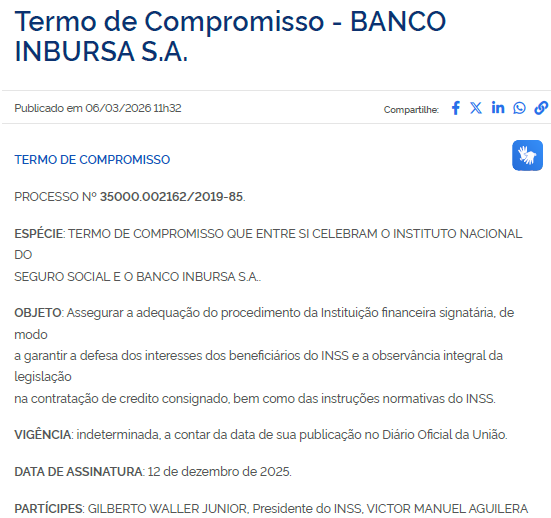 Termo de Compromisso - BANCO
INBURSA S.A.
Publicado em 06/03/2026 11h32
Compartilhe:
TERMO DE COMPROMISSO
PROCESSO Nº 35000.002162/2019-85.
ESPÉCIE: TERMO DE COMPROMISSO QUE ENTRE SI CELEBRAM O INSTITUTO NACIONAL
DO
SEGURO SOCIAL E O BANCO INBURSA S.A..
OBJETO: Assegurar a adequação do procedimento da Instituição financeira signatária, de
modo
a garantir a defesa dos interesses dos beneficiários do INSS e a observância integral da
legislação
na contratação de credito consignado, bem como das instruções normativas do INSS.
VIGÊNCIA: indeterminada, a contar da data de sua publicação no Diário Oficial da União.
DATA DE ASSINATURA: 12 de dezembro de 2025.
PARTÍCIPES: GILBERTO WALLER JUNIOR, Presidente do INSS, VICTOR MANUEL AGUILERA